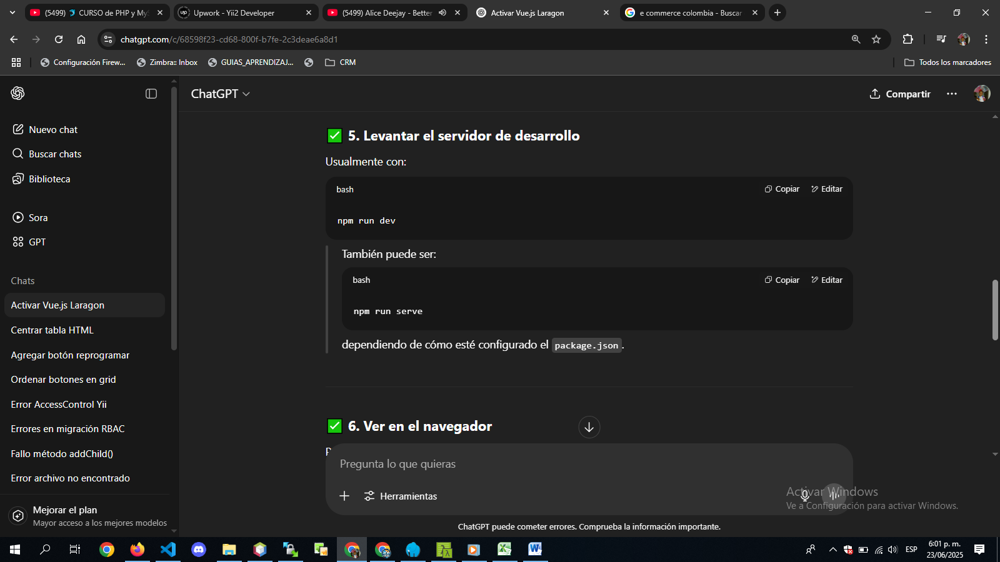 (5499) CURSO de PHP y MyS
Upwork - Yii2 Developer
(5499) Alice Deejay - Better
Activar Vue.js Laragon
e commerce colombia - Buscar
chatgpt.com/c/68598f23-cd68-800f-b7fe-2c3deae6a8d1
Configuración Firew...
Zimbra:: Inbox
GUIAS_APRENDIZAJ...
CRM
Todos los marcadores
ChatGPT
Compartir
Nuevo chat
Buscar chats
Biblioteca
Sora
GPT
Chats
Activar Vue.js Laragon
Centrar tabla HTML
Agregar botón reprogramar
Ordenar botones en grid
Error AccessControl Yii
Errores en migración RBAC
Fallo método addChild()
Error archivo no encontrado
Mejorar el plan
Mayor acceso a los mejores modelos
5. Levantar el servidor de desarrollo
Usualmente con:
bash
Copiar
Editar
npm run dev
También puede ser:
bash
Copiar
Editar
npm run serve
dependiendo de cómo esté configurado el package.json.
6. Ver en el navegador
Pregunta lo que quieras
Herramientas
Activar Windows
Ve a Configuración para activar Windows.
ChatGPT puede cometer errores. Comprueba la información importante.
ESP
6:01 p. m.
23/06/2025